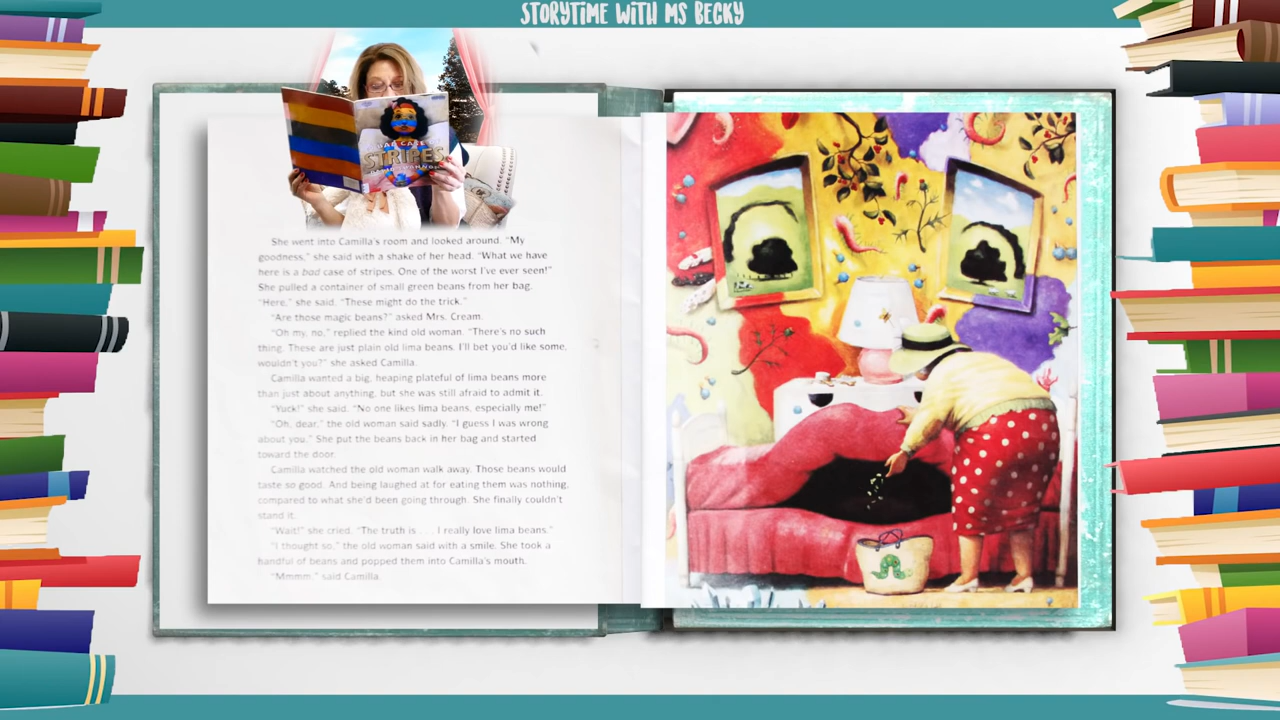 STORYTIME WITH MS BECKY
BAD CASE OF
STRIPES
She went into Camilla's room and looked around. "My
goodness," she said with a shake of her head. "What we have
here is a bad case of stripes. One of the worst I've ever seen!"
She pulled a container of small green beans from her bag.
"Here," she said. "These might do the trick."
"Are those magic beans?" asked Mrs. Cream.
"Oh my, no," replied the kind old woman. "There's no such
thing. These are just plain old lima beans. I'll bet you'd like some,
wouldn't you?" she asked Camilla.
Camilla wanted a big, heaping plateful of lima beans more
than just about anything, but she was still afraid to admit it.
"Yuck!" she said. "No one likes lima beans, especially me!"
"Oh, dear," the old woman said sadly. "I guess I was wrong
about you." She put the beans back in her bag and started
toward the door.
Camilla watched the old woman walk away. Those beans would
taste so good. And being laughed at for eating them was nothing,
compared to what she'd been going through. She finally couldn't
stand it.
"Wait!" she cried. "The truth is . . . I really love lima beans."
"I thought so," the old woman said with a smile. She took a
handful of beans and popped them into Camilla's mouth.
"Mmmm," said Camilla.